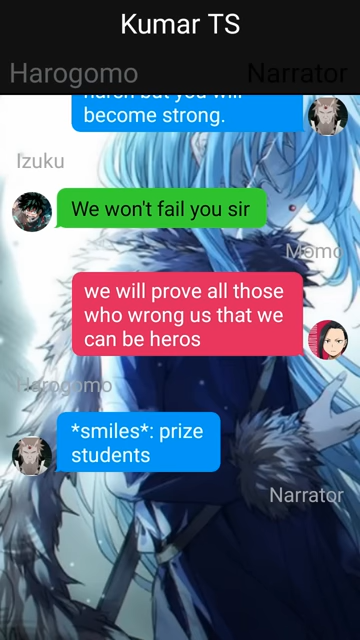 Kumar TS
Harogomo
Narrator
harsh but you will
become strong.
Izuku
We won't fail you sir
Momo
we will prove all those
who wrong us that we
can be heros
Harogomo
*smiles*: prize
students
Narrator